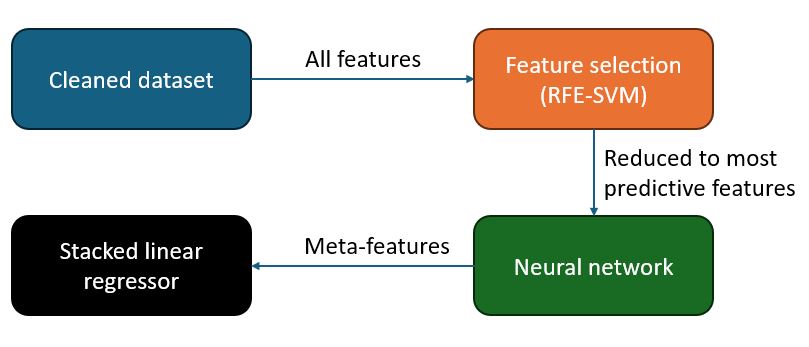 Cleaned dataset
All features
Feature selection
(RFE-SVM)
Reduced to most
predictive features
Neural network
Meta-features
Stacked linear
regressor